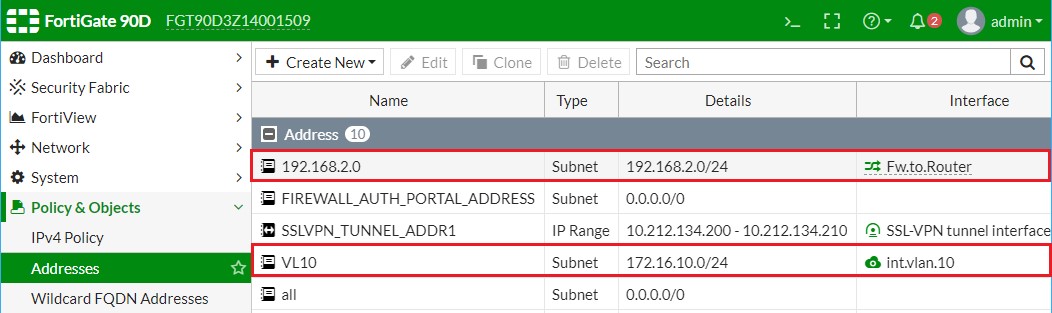 FortiGate 90D FGT90D3Z14001509 >_ 2 admin
Dashboard
Security Fabric
FortiView
Network
System
Policy & Objects
IPv4 Policy
Addresses
Wildcard FQDN Addresses
+ Create New Edit Clone Delete Search
Name Type Details Interface
Address 10
192.168.2.0 Subnet 192.168.2.0/24 Fw.to.Router
FIREWALL_AUTH_PORTAL_ADDRESS Subnet 0.0.0.0/0
SSLVPN_TUNNEL_ADDR1 IP Range 10.212.134.200 - 10.212.134.210 SSL-VPN tunnel interface
VL10 Subnet 172.16.10.0/24 int.vlan.10
all Subnet 0.0.0.0/0